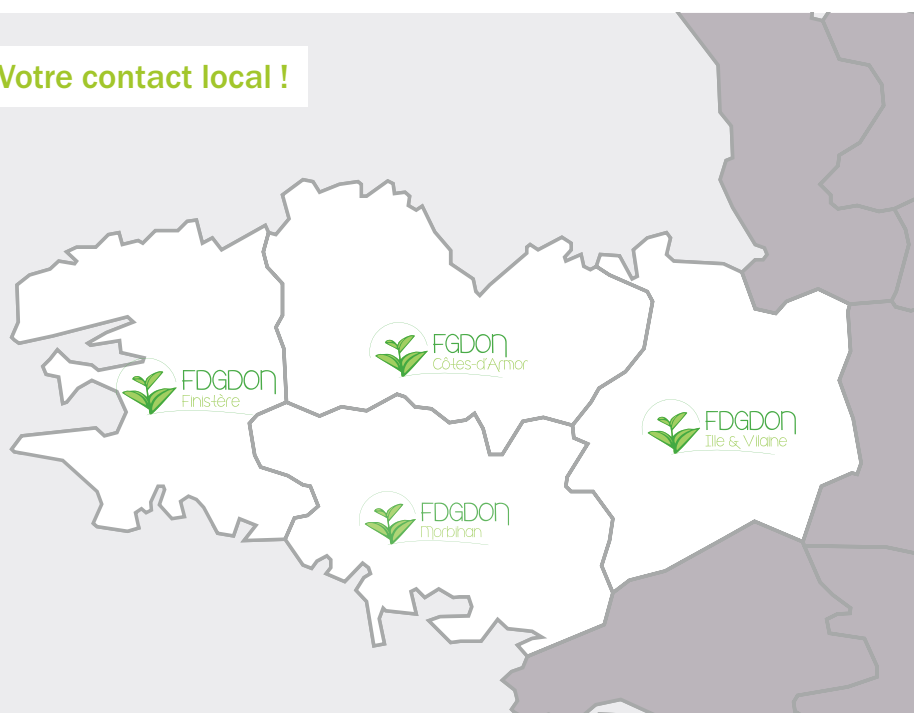 Votre contact local !
FGDON
Côtes-d'Armor
FDGDON
Finistère
FDGDON
Ille & Vilaine
FDGDON
Morbihan